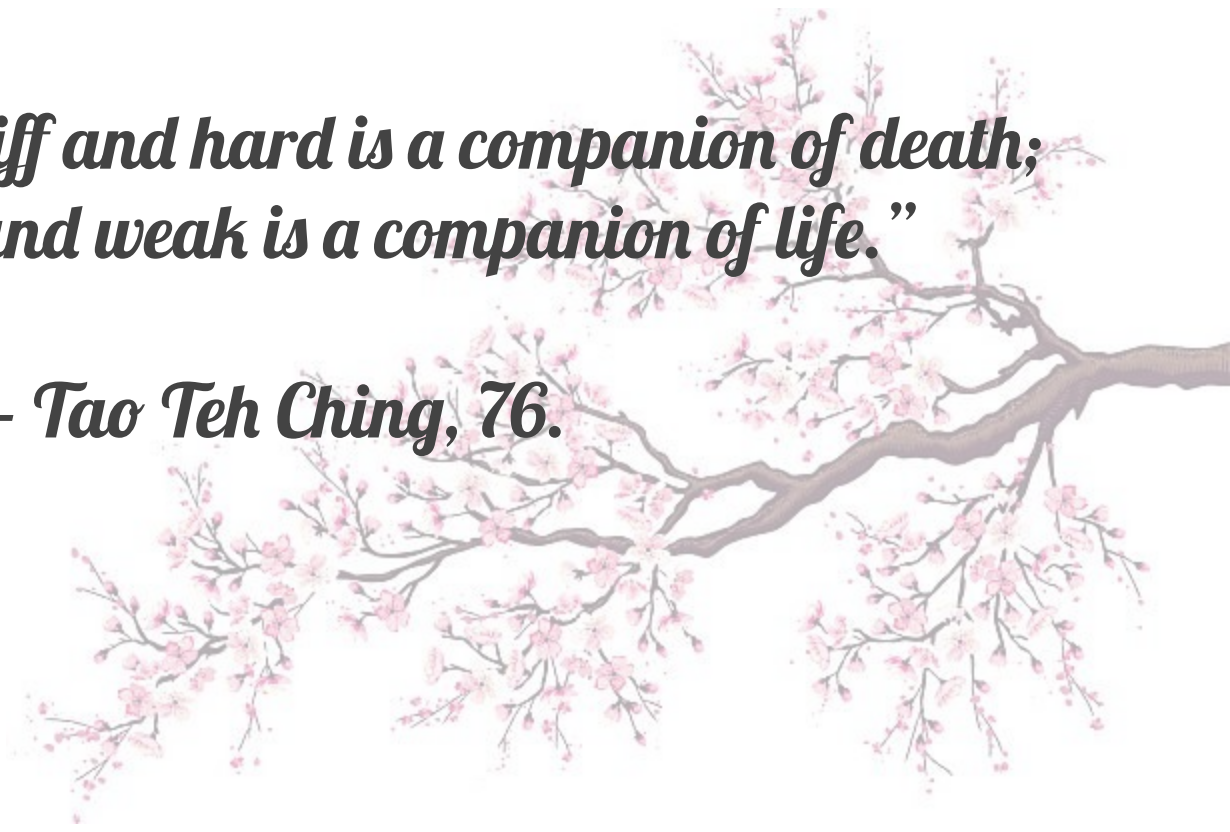 iff and hard is a companion of death;
nd weak is a companion of life.”
– Tao Teh Ching, 76.